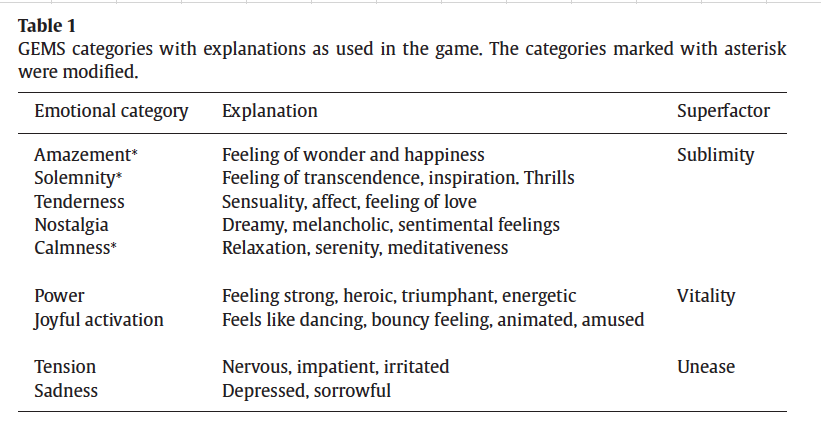 Table 1
GEMS categories with explanations as used in the game. The categories marked with asterisk
were modified.
Emotional category Explanation Superfactor
Amazement* Feeling of wonder and happiness Sublimity
Solemnity* Feeling of transcendence, inspiration. Thrills
Tenderness Sensuality, affect, feeling of love
Nostalgia Dreamy, melancholic, sentimental feelings
Calmness* Relaxation, serenity, meditativeness
Power Feeling strong, heroic, triumphant, energetic Vitality
Joyful activation Feels like dancing, bouncy feeling, animated, amused
Tension Nervous, impatient, irritated Unease
Sadness Depressed, sorrowful